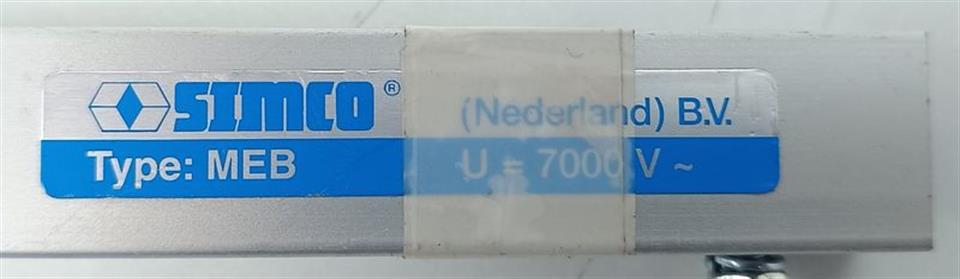 SIMCO® (Nederland) B.V.
Type: MEB U = 7000 V ~